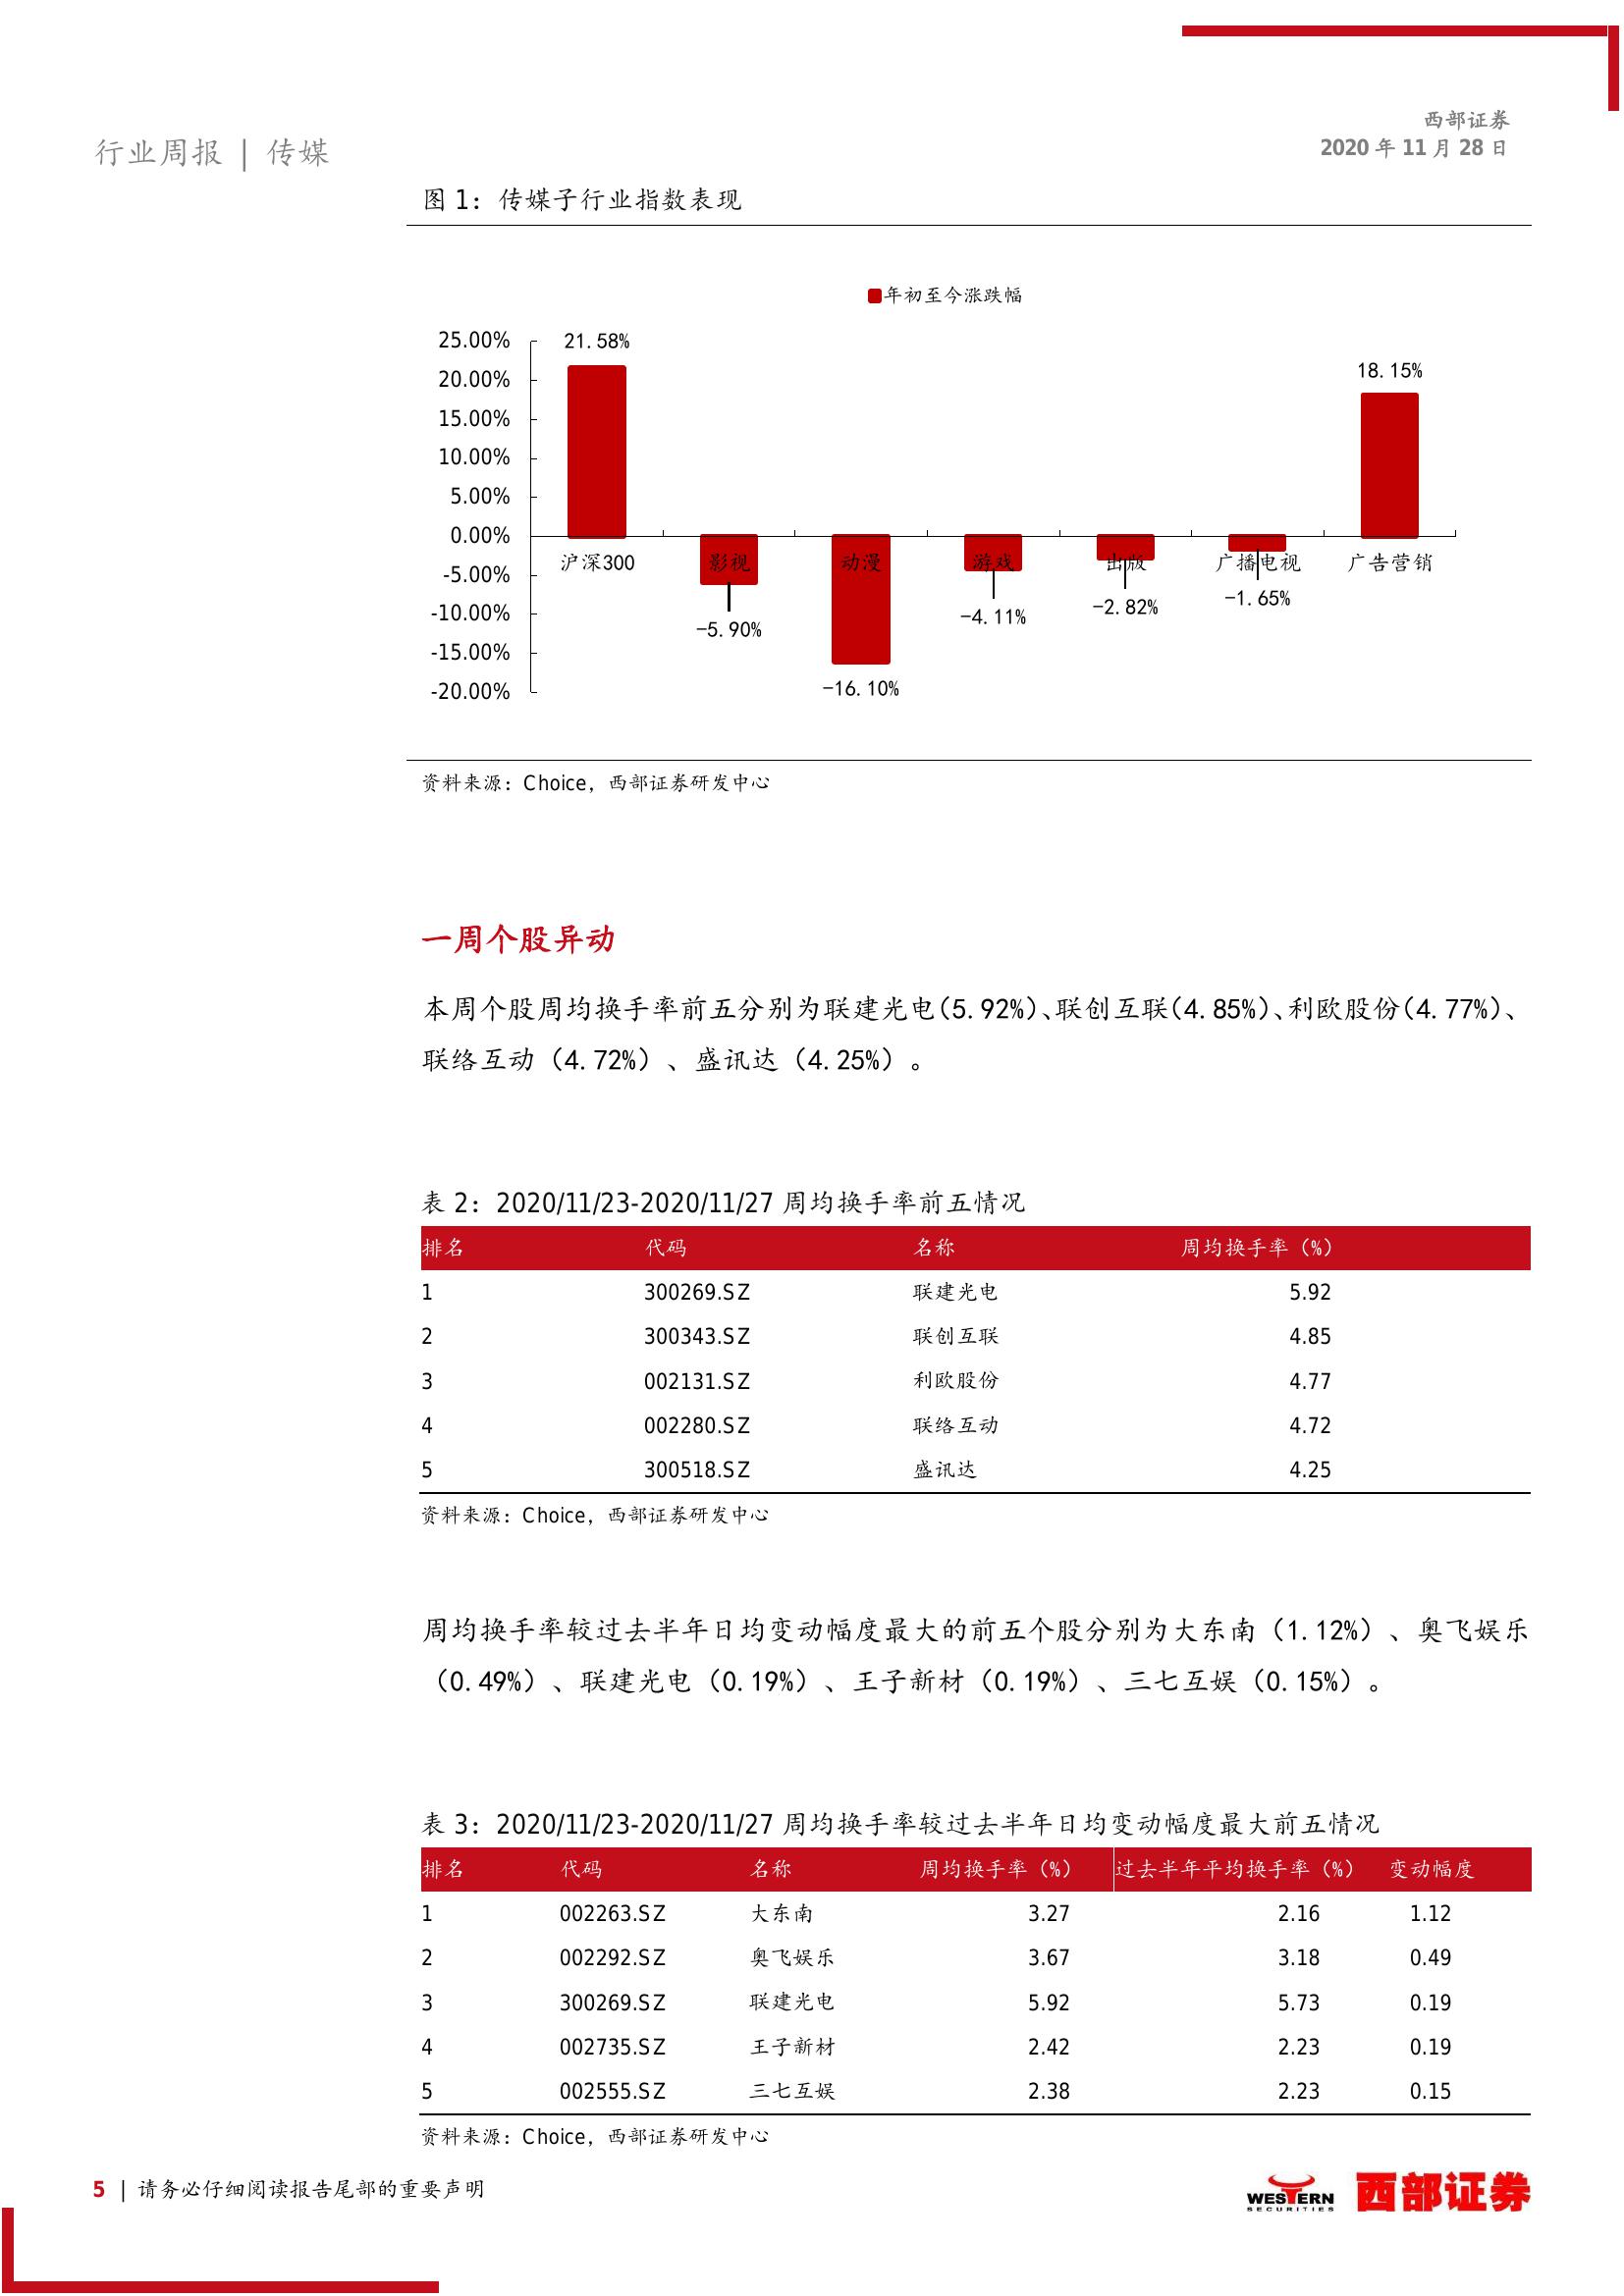 西部证券
行业周报 | 传媒
2020 年 11 月 28 日
图 1：传媒子行业指数表现
年初至今涨跌幅
25.00%
20.00%
15.00%
10.00%
5.00%
0.00%
-5.00%
-10.00%
-15.00%
-20.00%
21.58%
-5.90%
-16.10%
-4.11%
-2.82%
-1.65%
18.15%
沪深300 影视 动漫 游戏 出版 广播电视 广告营销
资料来源：Choice，西部证券研发中心
一周个股异动
本周个股周均换手率前五分别为联建光电（5.92%）、联创互联（4.85%）、利欧股份（4.77%）、
联络互动（4.72%）、盛讯达（4.25%）。
表 2：2020/11/23-2020/11/27 周均换手率前五情况
排名 代码 名称 周均换手率（%）
1 300269.SZ 联建光电 5.92
2 300343.SZ 联创互联 4.85
3 002131.SZ 利欧股份 4.77
4 002280.SZ 联络互动 4.72
5 300518.SZ 盛讯达 4.25
资料来源：Choice，西部证券研发中心
周均换手率较过去半年日均变动幅度最大的前五个股分别为大东南（1.12%）、奥飞娱乐
（0.49%）、联建光电（0.19%）、王子新材（0.19%）、三七互娱（0.15%）。
表 3：2020/11/23-2020/11/27 周均换手率较过去半年日均变动幅度最大前五情况
排名 代码 名称 周均换手率（%） 过去半年平均换手率（%） 变动幅度
1 002263.SZ 大东南 3.27 2.16 1.12
2 002292.SZ 奥飞娱乐 3.67 3.18 0.49
3 300269.SZ 联建光电 5.92 5.73 0.19
4 002735.SZ 王子新材 2.42 2.23 0.19
5 002555.SZ 三七互娱 2.38 2.23 0.15
资料来源：Choice，西部证券研发中心
5 | 请务必仔细阅读报告尾部的重要声明
WESTERN
SECURITIES
西部证券